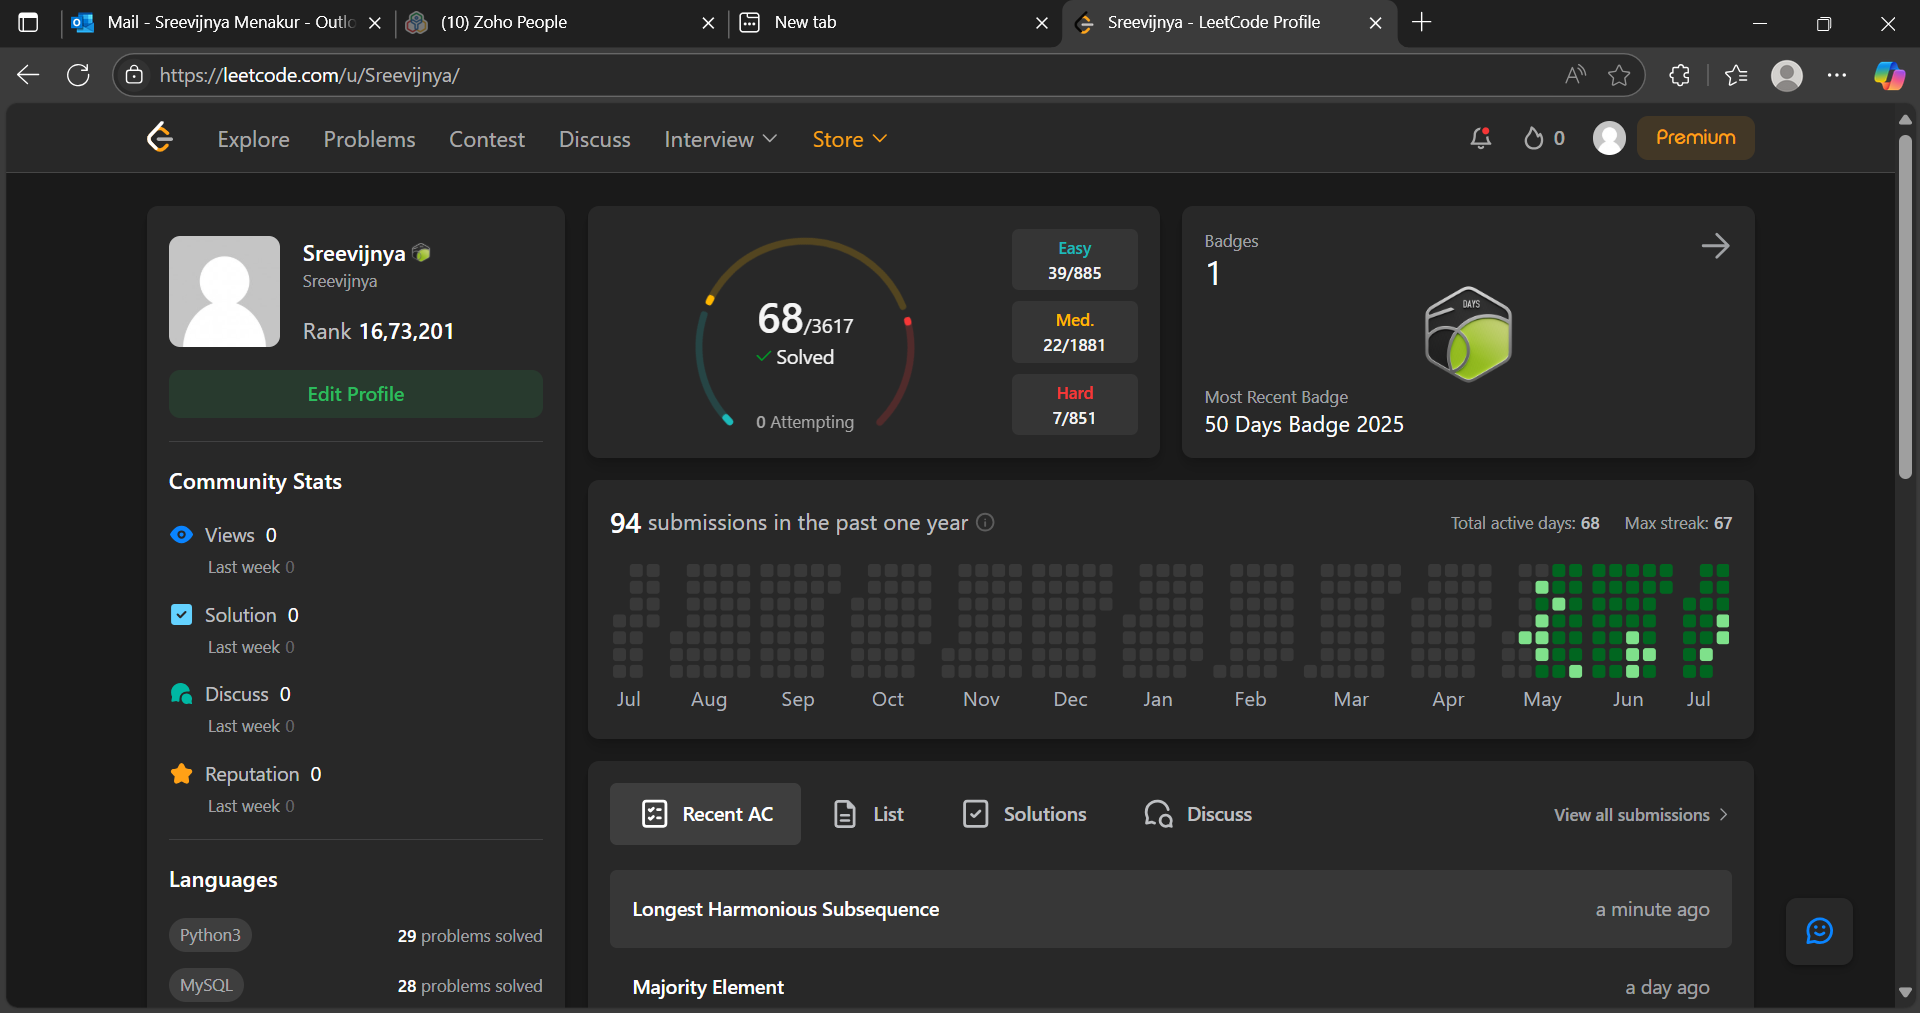 Mail - Sreevijnya Menakur - Outlo
(10) Zoho People
New tab
Sreevijnya - LeetCode Profile
https://leetcode.com/u/Sreevijnya/
Explore
Problems
Contest
Discuss
Interview
Store
0
Premium
Sreevijnya
Sreevijnya
Rank 16,73,201
Edit Profile
Community Stats
Views 0
Last week 0
Solution 0
Last week 0
Discuss 0
Last week 0
Reputation 0
Last week 0
Languages
Python3
29 problems solved
MySQL
28 problems solved
68/3617
Solved
0 Attempting
Easy
39/885
Med.
22/1881
Hard
7/851
Badges
1
DAYS
Most Recent Badge
50 Days Badge 2025
94 submissions in the past one year
Total active days: 68
Max streak: 67
Jul
Aug
Sep
Oct
Nov
Dec
Jan
Feb
Mar
Apr
May
Jun
Jul
Recent AC
List
Solutions
Discuss
View all submissions
Longest Harmonious Subsequence
a minute ago
Majority Element
a day ago